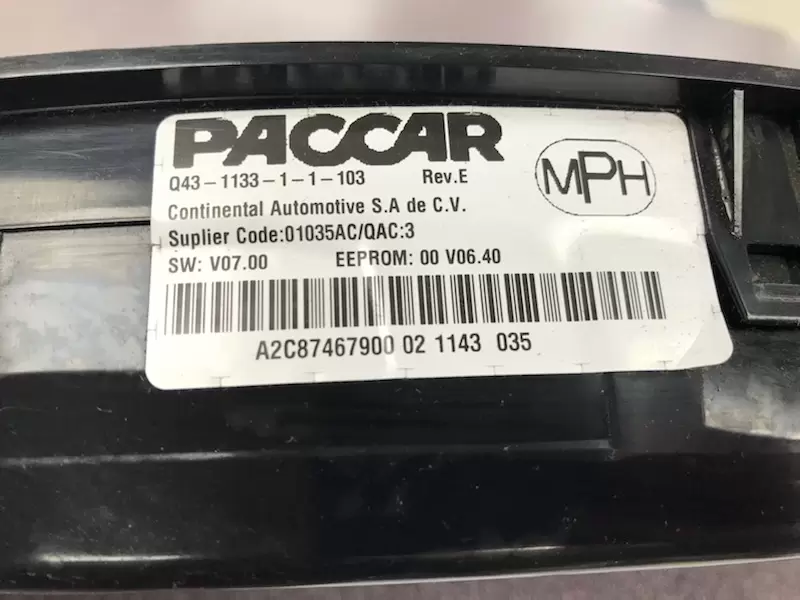 PACCAR
Q43-1133-1-1-103 Rev.E
MPH
Continental Automotive S.A de C.V.
Suplier Code:01035AC/QAC:3
SW: V07.00 EEPROM: 00 V06.40
A2C87467900 02 1143 035